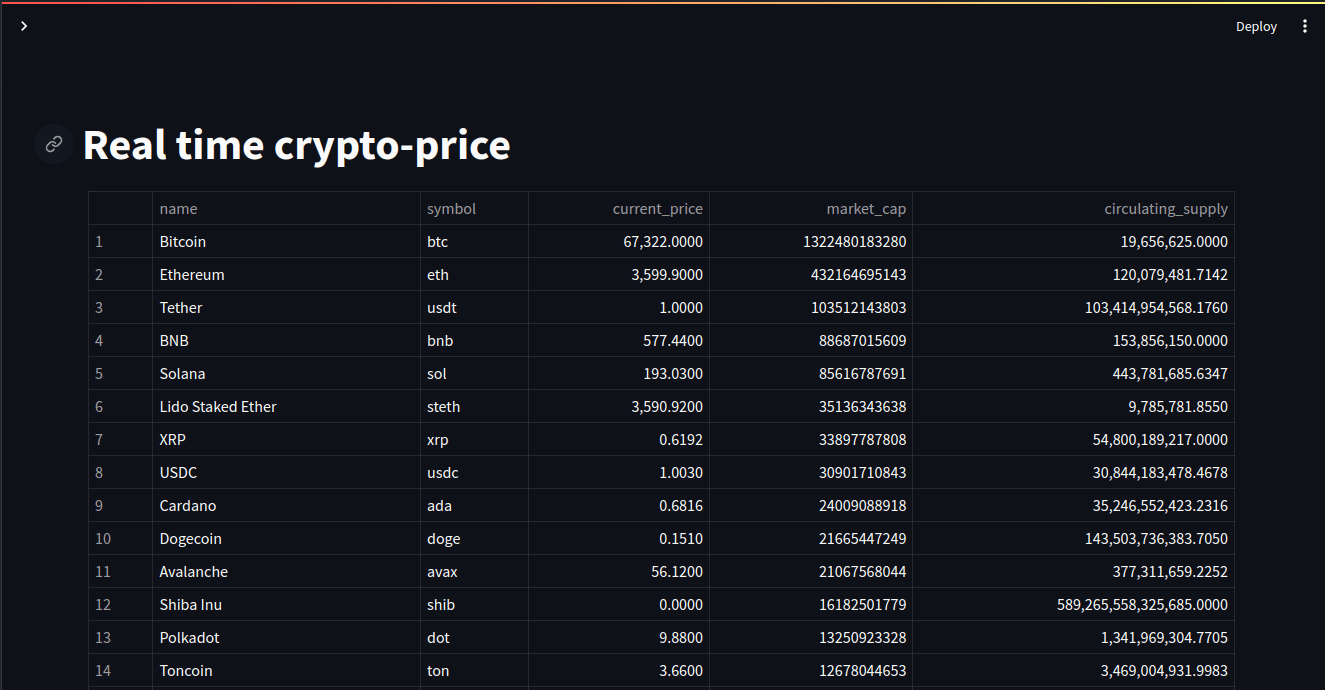 Deploy
Real time crypto-price
name symbol current_price market_cap circulating_supply
1 Bitcoin btc 67,322.0000 1322480183280 19,656,625.0000
2 Ethereum eth 3,599.9000 432164695143 120,079,481.7142
3 Tether usdt 1.0000 103512143803 103,414,954,568.1760
4 BNB bnb 577.4400 88687015609 153,856,150.0000
5 Solana sol 193.0300 85616787691 443,781,685.6347
6 Lido Staked Ether steth 3,590.9200 35136343638 9,785,781.8550
7 XRP xrp 0.6192 33897787808 54,800,189,217.0000
8 USDC usdc 1.0030 30901710843 30,844,183,478.4678
9 Cardano ada 0.6816 24009088918 35,246,552,423.2316
10 Dogecoin doge 0.1510 21665447249 143,503,736,383.7050
11 Avalanche avax 56.1200 21067568044 377,311,659.2252
12 Shiba Inu shib 0.0000 16182501779 589,265,558,325,685.0000
13 Polkadot dot 9.8800 13250923328 1,341,969,304.7705
14 Toncoin ton 3.6600 12678044653 3,469,004,931.9983